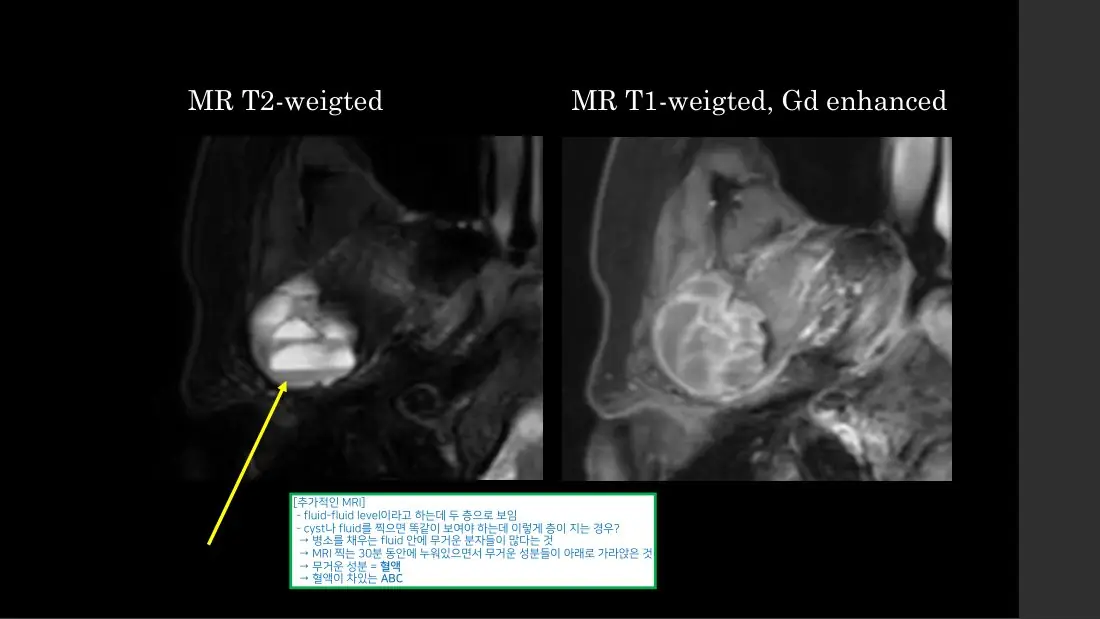 MR T2-weigted
MR T1-weigted, Gd enhanced
[추가적인 MRI]
- fluid-fluid level이라고 하는데 두 층으로 보임
- cyst나 fluid를 찍으면 똑같이 보여야 하는데 이렇게 층이 지는 경우?
→ 병소를 채우는 fluid 안에 무거운 분자들이 많다는 것
→ MRI 찍는 30분 동안에 누워있으면서 무거운 성분들이 아래로 가라앉은 것
→ 무거운 성분 = 혈액
→ 혈액이 차있는 ABC